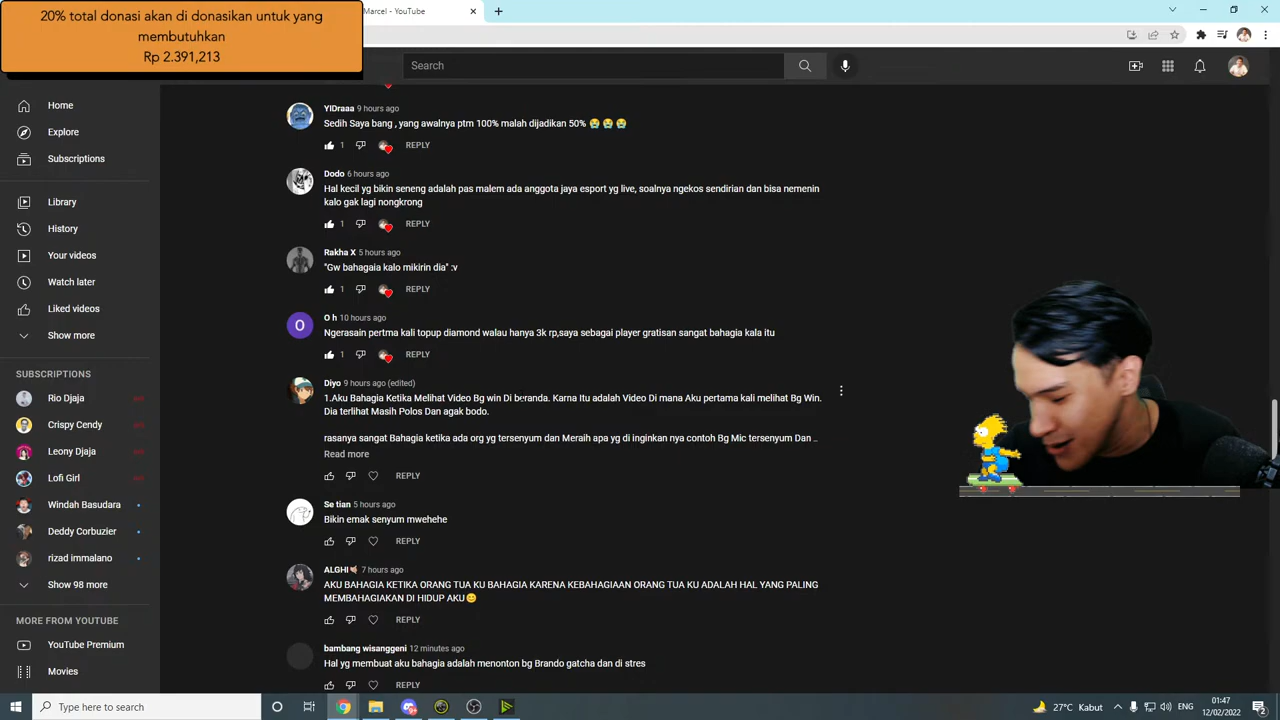 20% total donasi akan di donasikan untuk yang
membutuhkan
Rp 2.391,213
Marcel - YouTube
Search
Home
Explore
Subscriptions
Library
History
Your videos
Watch later
Liked videos
Show more
SUBSCRIPTIONS
Rio Djaja
Crispy Cendy
Leony Djaja
Lofi Girl
Windah Basudara
Deddy Corbuzier
rizad immalano
Show 98 more
MORE FROM YOUTUBE
YouTube Premium
Movies
YIDraaa 9 hours ago
Sedih Saya bang , yang awalnya ptm 100% malah dijadikan 50% 😭 😭 😭
1 REPLY
Dodo 6 hours ago
Hal kecil yg bikin seneng adalah pas malem ada anggota jaya esport yg live, soalnya ngekos sendirian dan bisa nemenin
kalo gak lagi nongkrong
1 REPLY
Rakha X 5 hours ago
"Gw bahagaia kalo mikirin dia" :v
1 REPLY
O
O h 10 hours ago
Ngerasain pertma kali topup diamond walau hanya 3k rp,saya sebagai player gratisan sangat bahagia kala itu
1 REPLY
Diyo 9 hours ago (edited)
1.Aku Bahagia Ketika Melihat Video Bg win Di beranda. Karna Itu adalah Video Di mana Aku pertama kali melihat Bg Win.
Dia terlihat Masih Polos Dan agak bodo.
rasanya sangat Bahagia ketika ada org yg tersenyum dan Meraih apa yg di inginkan nya contoh Bg Mic tersenyum Dan ..
Read more
REPLY
Se tian 5 hours ago
Bikin emak senyum mwehehe
REPLY
ALGHI 7 hours ago
AKU BAHAGIA KETIKA ORANG TUA KU BAHAGIA KARENA KEBAHAGIAAN ORANG TUA KU ADALAH HAL YANG PALING
MEMBAHAGIAKAN DI HIDUP AKU😊
REPLY
bambang wisanggeni 12 minutes ago
Hal yg membuat aku bahagia adalah menonton bg Brando gatcha dan di stres
REPLY
Type here to search
27°C Kabut
ENG
01:47
12/02/2022
2